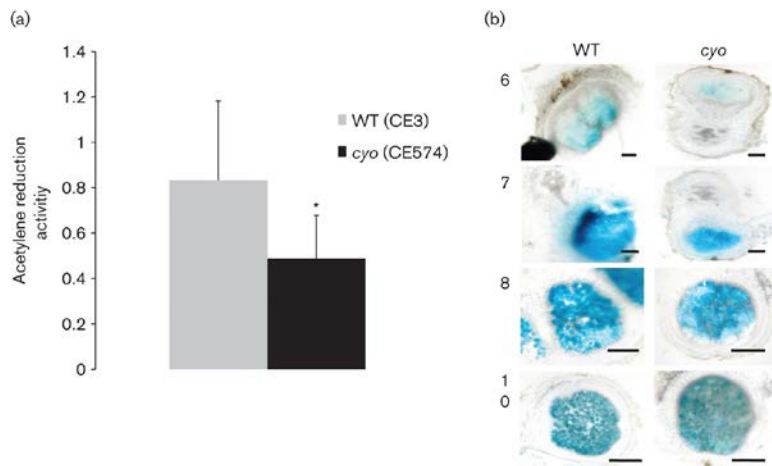 (a)
1.4
1.2
1
0.8
0.6
0.4
0.2
0
Acetylene reduction
activitiy
*
WT (CE3)
cyo (CE574)
(b)
WT cyo
6
7
8
1
0